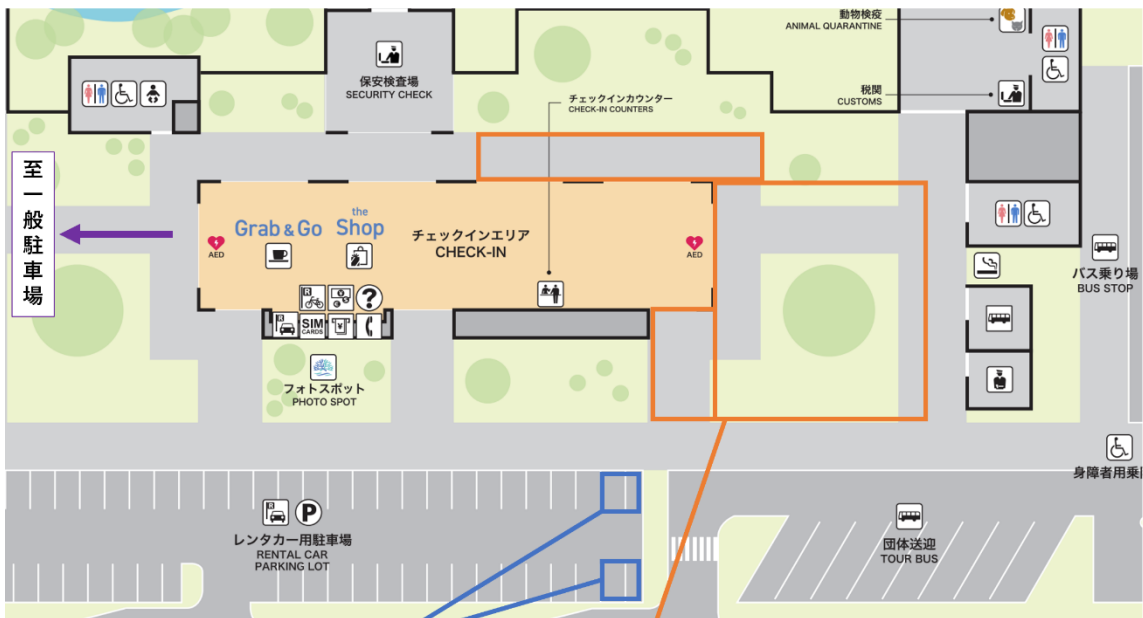 動物検疫
ANIMAL QUARANTINE
保安検査場
SECURITY CHECK
チェックインカウンター
CHECK-IN COUNTERS
税関
CUSTOMS
至一般駐車場
Grab & Go
the
Shop
チェックインエリア
CHECK-IN
AED
AED
R
?
R
SIM
CARDS
¥
フォトスポット
PHOTO SPOT
バス乗り場
BUS STOP
身障者用乗
R
P
レンタカー用駐車場
RENTAL CAR
PARKING LOT
団体送迎
TOUR BUS